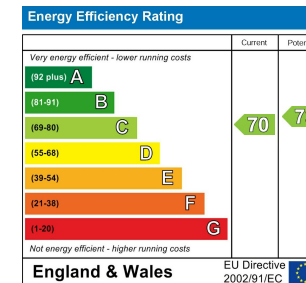 Energy Efficiency Rating
Current
Very energy efficient - lower running costs
(92 plus) A
(81-91) B
(69-80) C
70
(55-68) D
(39-54) E
(21-38) F
(1-20) G
Not energy efficient - higher running costs
England & Wales
EU Directive
2002/91/EC